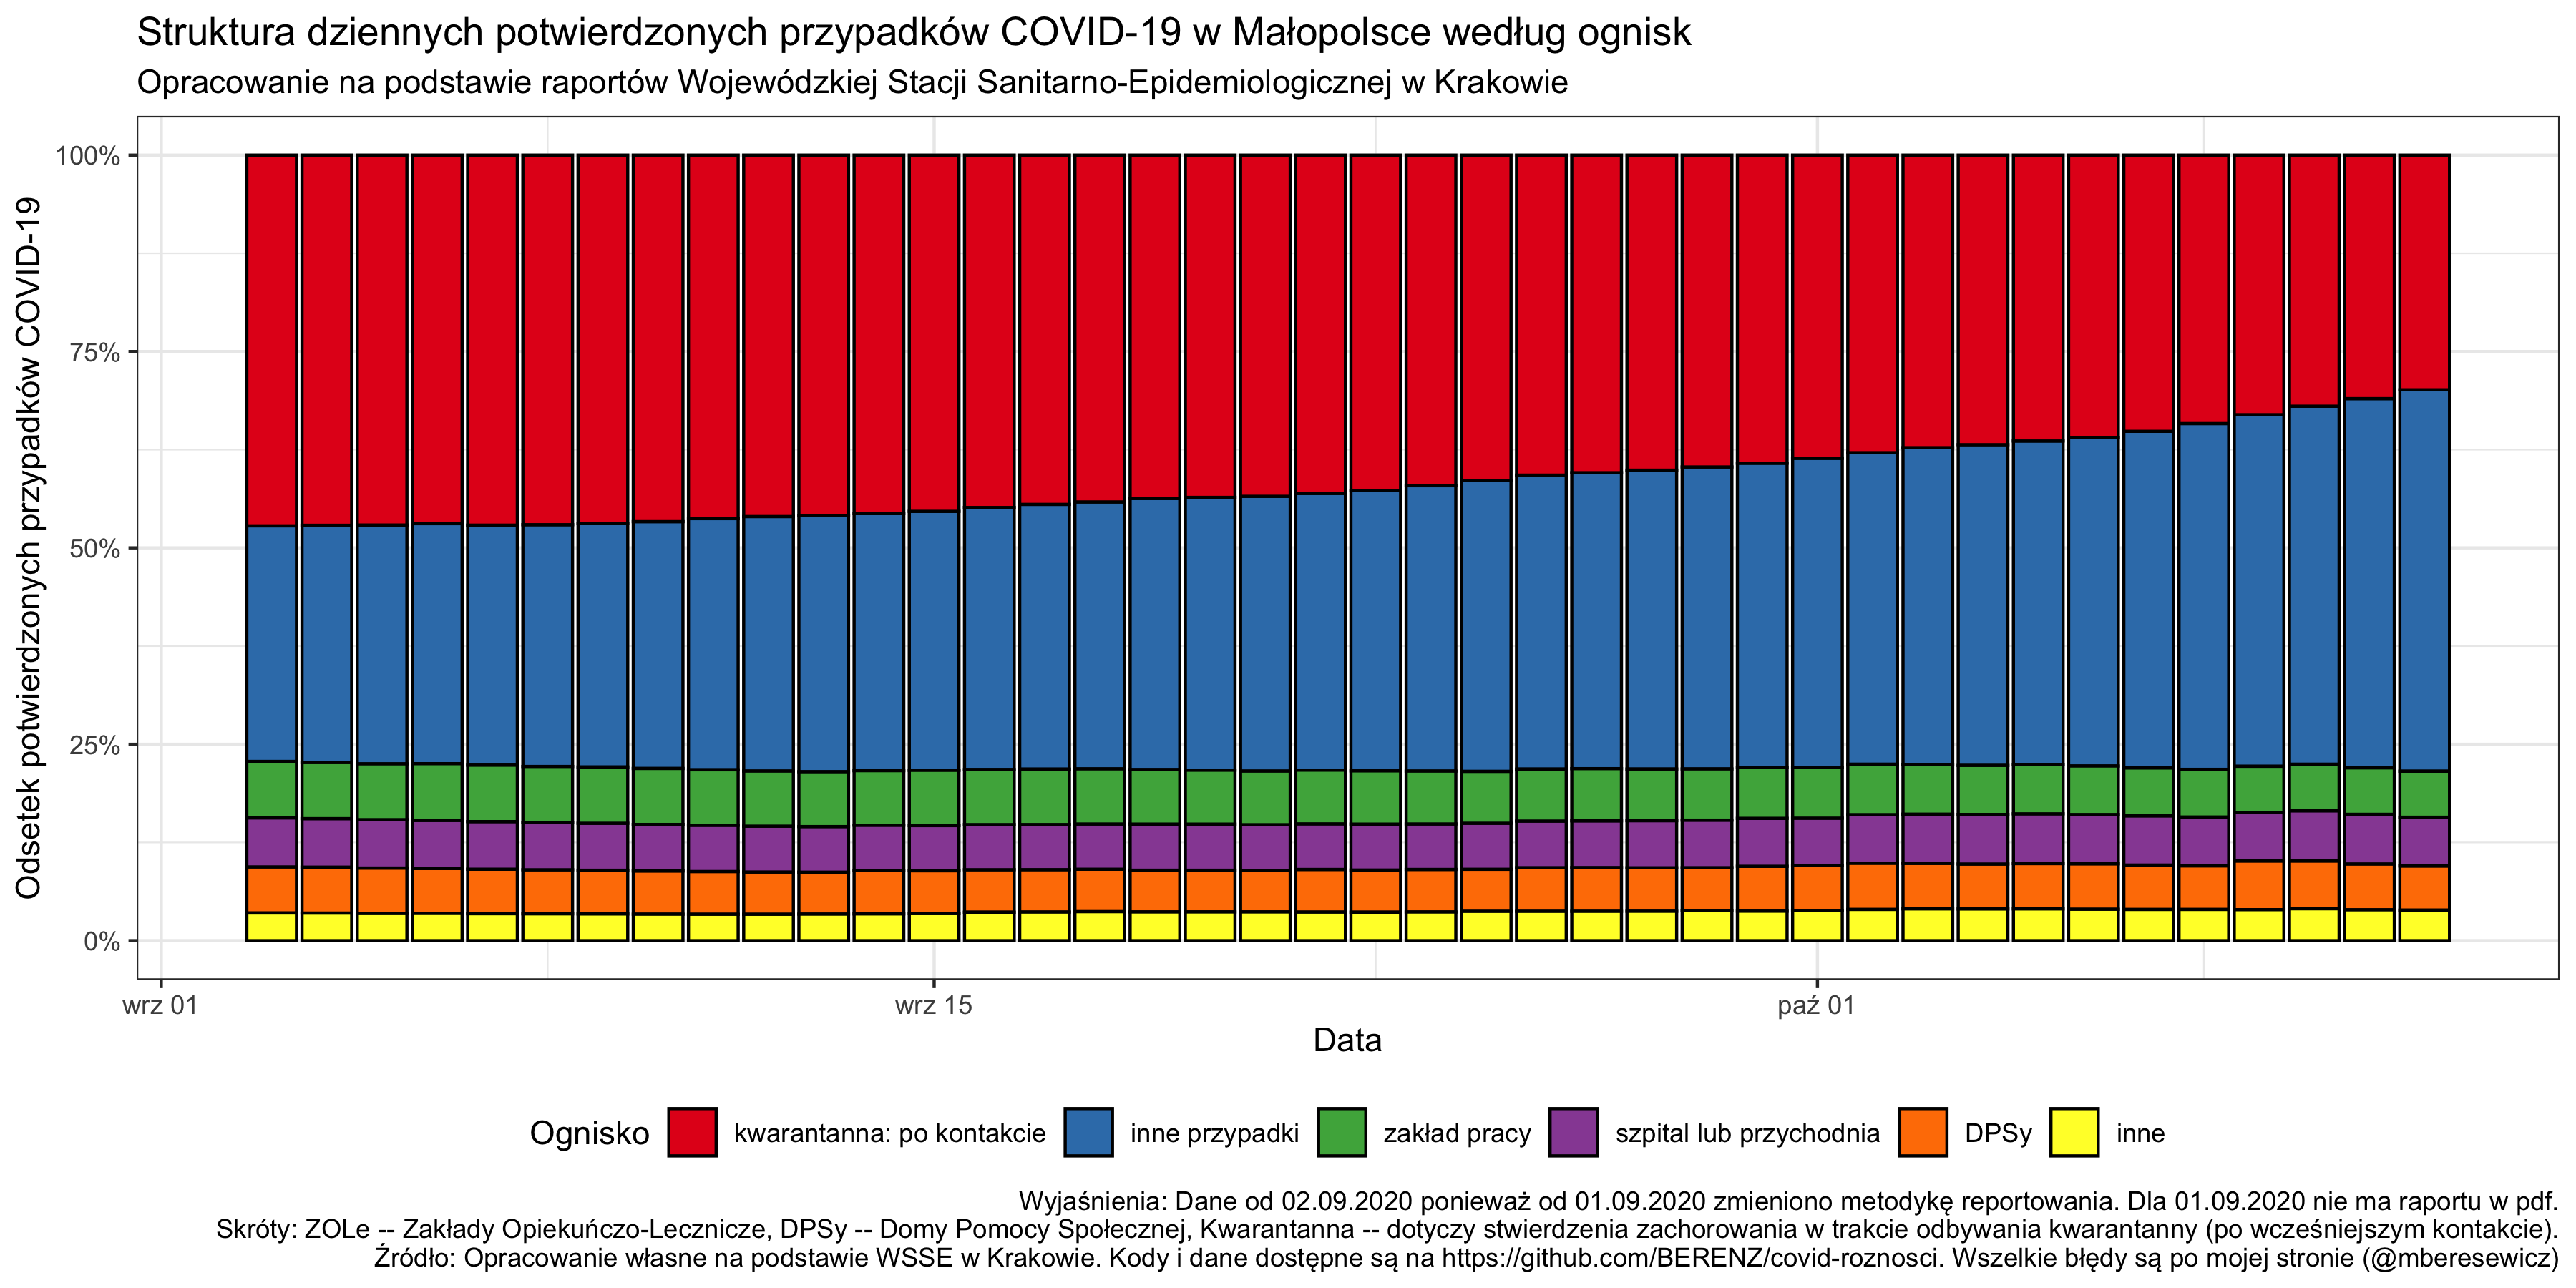 Struktura dziennych potwierdzonych przypadków COVID-19 w Małopolsce według ognisk
Opracowanie na podstawie raportów Wojewódzkiej Stacji Sanitarno-Epidemiologicznej w Krakowie
Odsetek potwierdzonych przypadków COVID-19
100%
75%
50%
25%
0%
wrz 01
wrz 15
paź 01
Data
Ognisko
kwarantanna: po kontakcie
inne przypadki
zakład pracy
szpital lub przychodnia
DPSy
inne
Wyjaśnienia: Dane od 02.09.2020 ponieważ od 01.09.2020 zmieniono metodykę reportowania. Dla 01.09.2020 nie ma raportu w pdf.
Skróty: ZOLe -- Zakłady Opiekuńczo-Lecznicze, DPSy -- Domy Pomocy Społecznej, Kwarantanna -- dotyczy stwierdzenia zachorowania w trakcie odbywania kwarantanny (po wcześniejszym kontakcie).
Źródło: Opracowanie własne na podstawie WSSE w Krakowie. Kody i dane dostępne są na https://github.com/BERENZ/covid-roznosci. Wszelkie błędy są po mojej stronie (@mberesewicz)